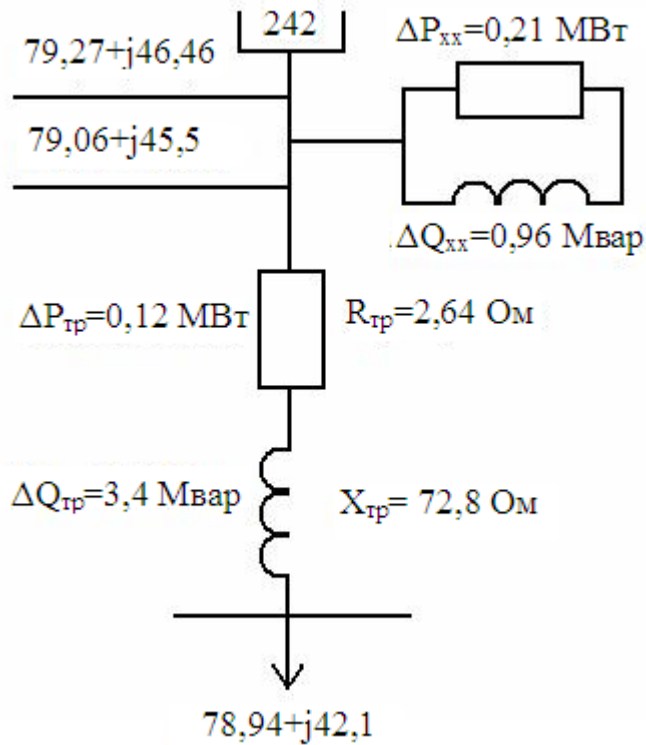 242
ΔPхх=0,21 МВт
79,27+j46,46
79,06+j45,5
ΔQхх=0,96 Мвар
ΔPтр=0,12 МВт
Rтр=2,64 Ом
ΔQтр=3,4 Мвар
Xтр= 72,8 Ом
78,94+j42,1